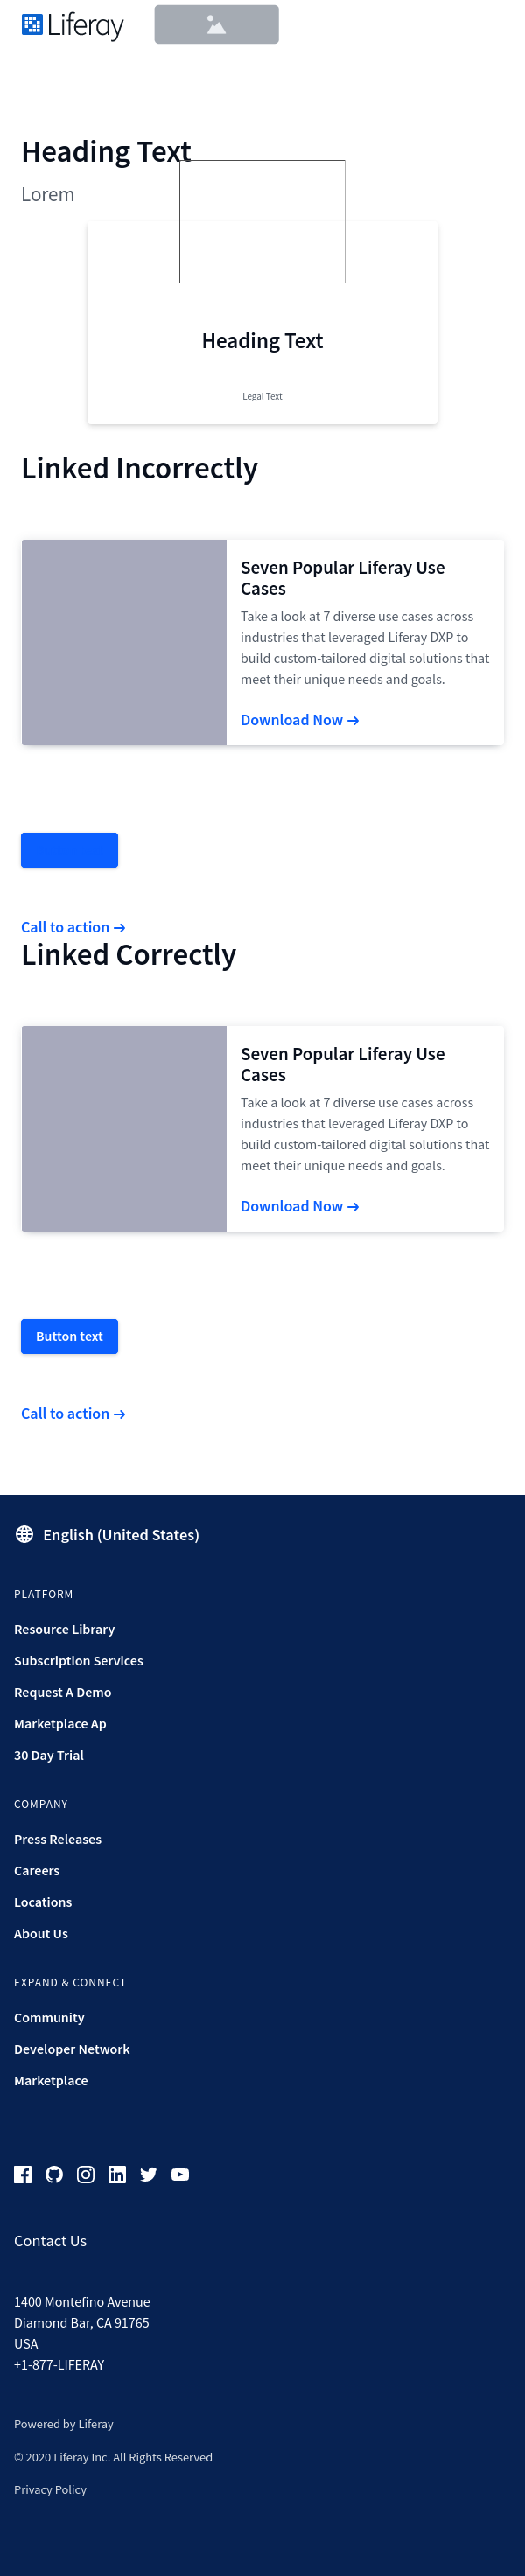 Liferay
Heading Text
Lorem
Heading Text
Legal Text
Linked Incorrectly
Seven Popular Liferay Use
Cases
Take a look at 7 diverse use cases across
industries that leveraged Liferay DXP to
build custom-tailored digital solutions that
meet their unique needs and goals.
Download Now →
Call to action →
Linked Correctly
Seven Popular Liferay Use
Cases
Take a look at 7 diverse use cases across
industries that leveraged Liferay DXP to
build custom-tailored digital solutions that
meet their unique needs and goals.
Download Now →
Button text
Call to action →
English (United States)
PLATFORM
Resource Library
Subscription Services
Request A Demo
Marketplace Ap
30 Day Trial
COMPANY
Press Releases
Careers
Locations
About Us
EXPAND & CONNECT
Community
Developer Network
Marketplace
Contact Us
1400 Montefino Avenue
Diamond Bar, CA 91765
USA
+1-877-LIFERAY
Powered by Liferay
© 2020 Liferay Inc. All Rights Reserved
Privacy Policy